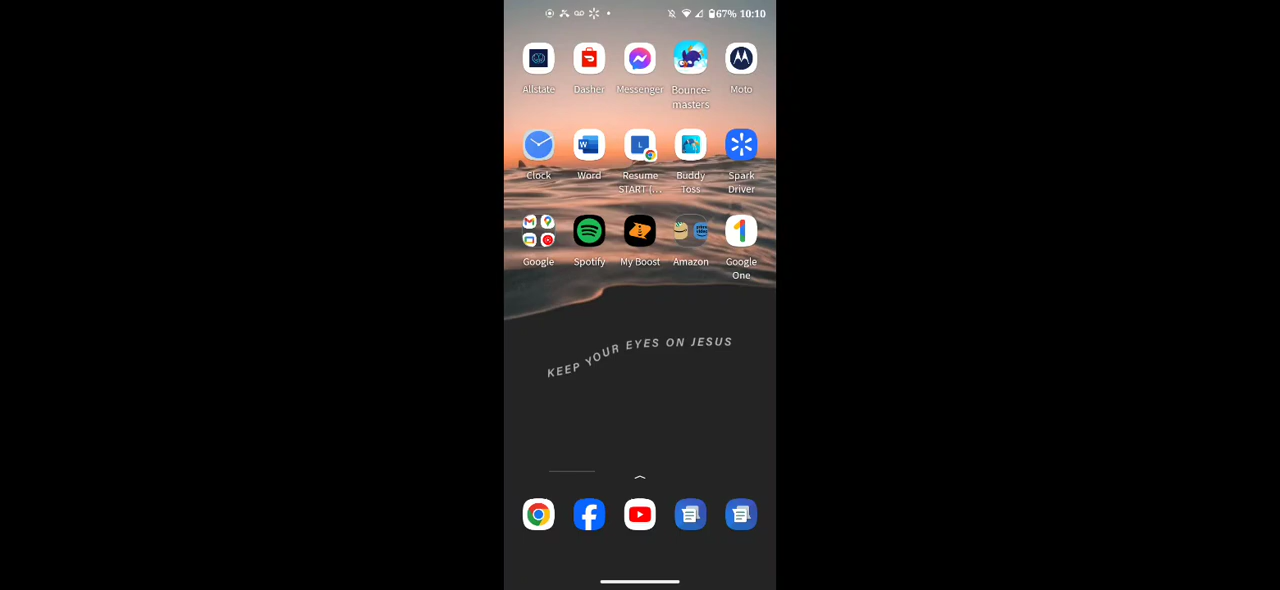 67% 10:10
Allstate Dasher Messenger Bounce-masters Moto
Clock Word Resume START (... Buddy Toss Spark Driver
Google Spotify My Boost Amazon Google One
KEEP YOUR EYES ON JESUS